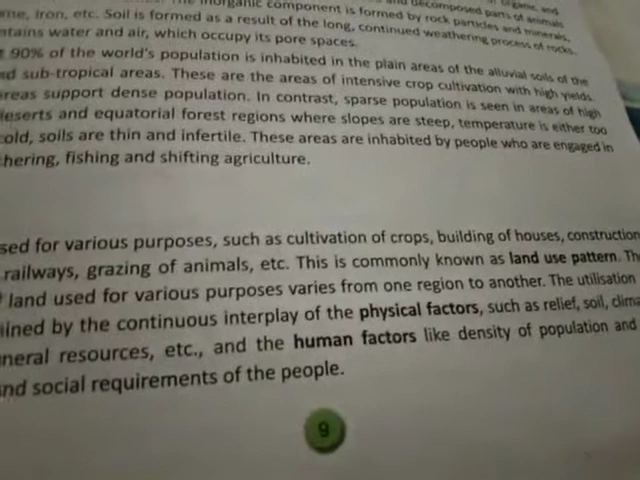 organic, and
inorganic component is formed by rock particles and minerals,
and decomposed parts of animals
iron, etc. Soil is formed as a result of the long, continued weathering process of rocks.
water and air, which occupy its pore spaces.
90% of the world's population is inhabited in the plain areas of the alluvial soils of the
sub-tropical areas. These are the areas of intensive crop cultivation with high yields.
support dense population. In contrast, sparse population is seen in areas of high
and equatorial forest regions where slopes are steep, temperature is either too
old, soils are thin and infertile. These areas are inhabited by people who are engaged in
hering, fishing and shifting agriculture.
sed for various purposes, such as cultivation of crops, building of houses, construction
railways, grazing of animals, etc. This is commonly known as land use pattern. Th
land used for various purposes varies from one region to another. The utilisation
ined by the continuous interplay of the physical factors, such as relief, soil, clima
neral resources, etc., and the human factors like density of population and
nd social requirements of the people.
9